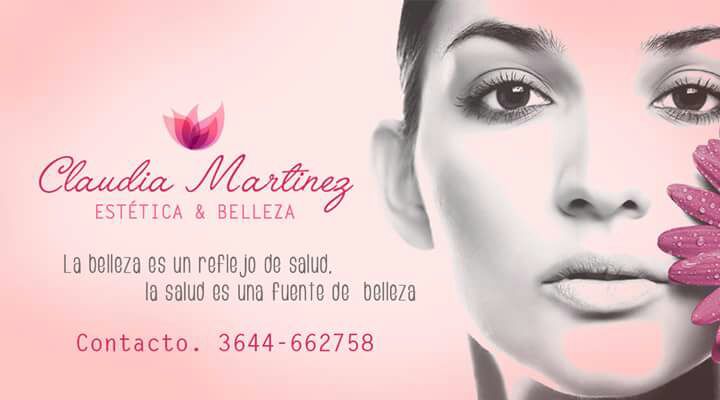 Claudia Martinez
ESTÉTICA & BELLEZA
La belleza es un reflejo de salud,
la salud es una fuente de belleza
Contacto. 3644-662758